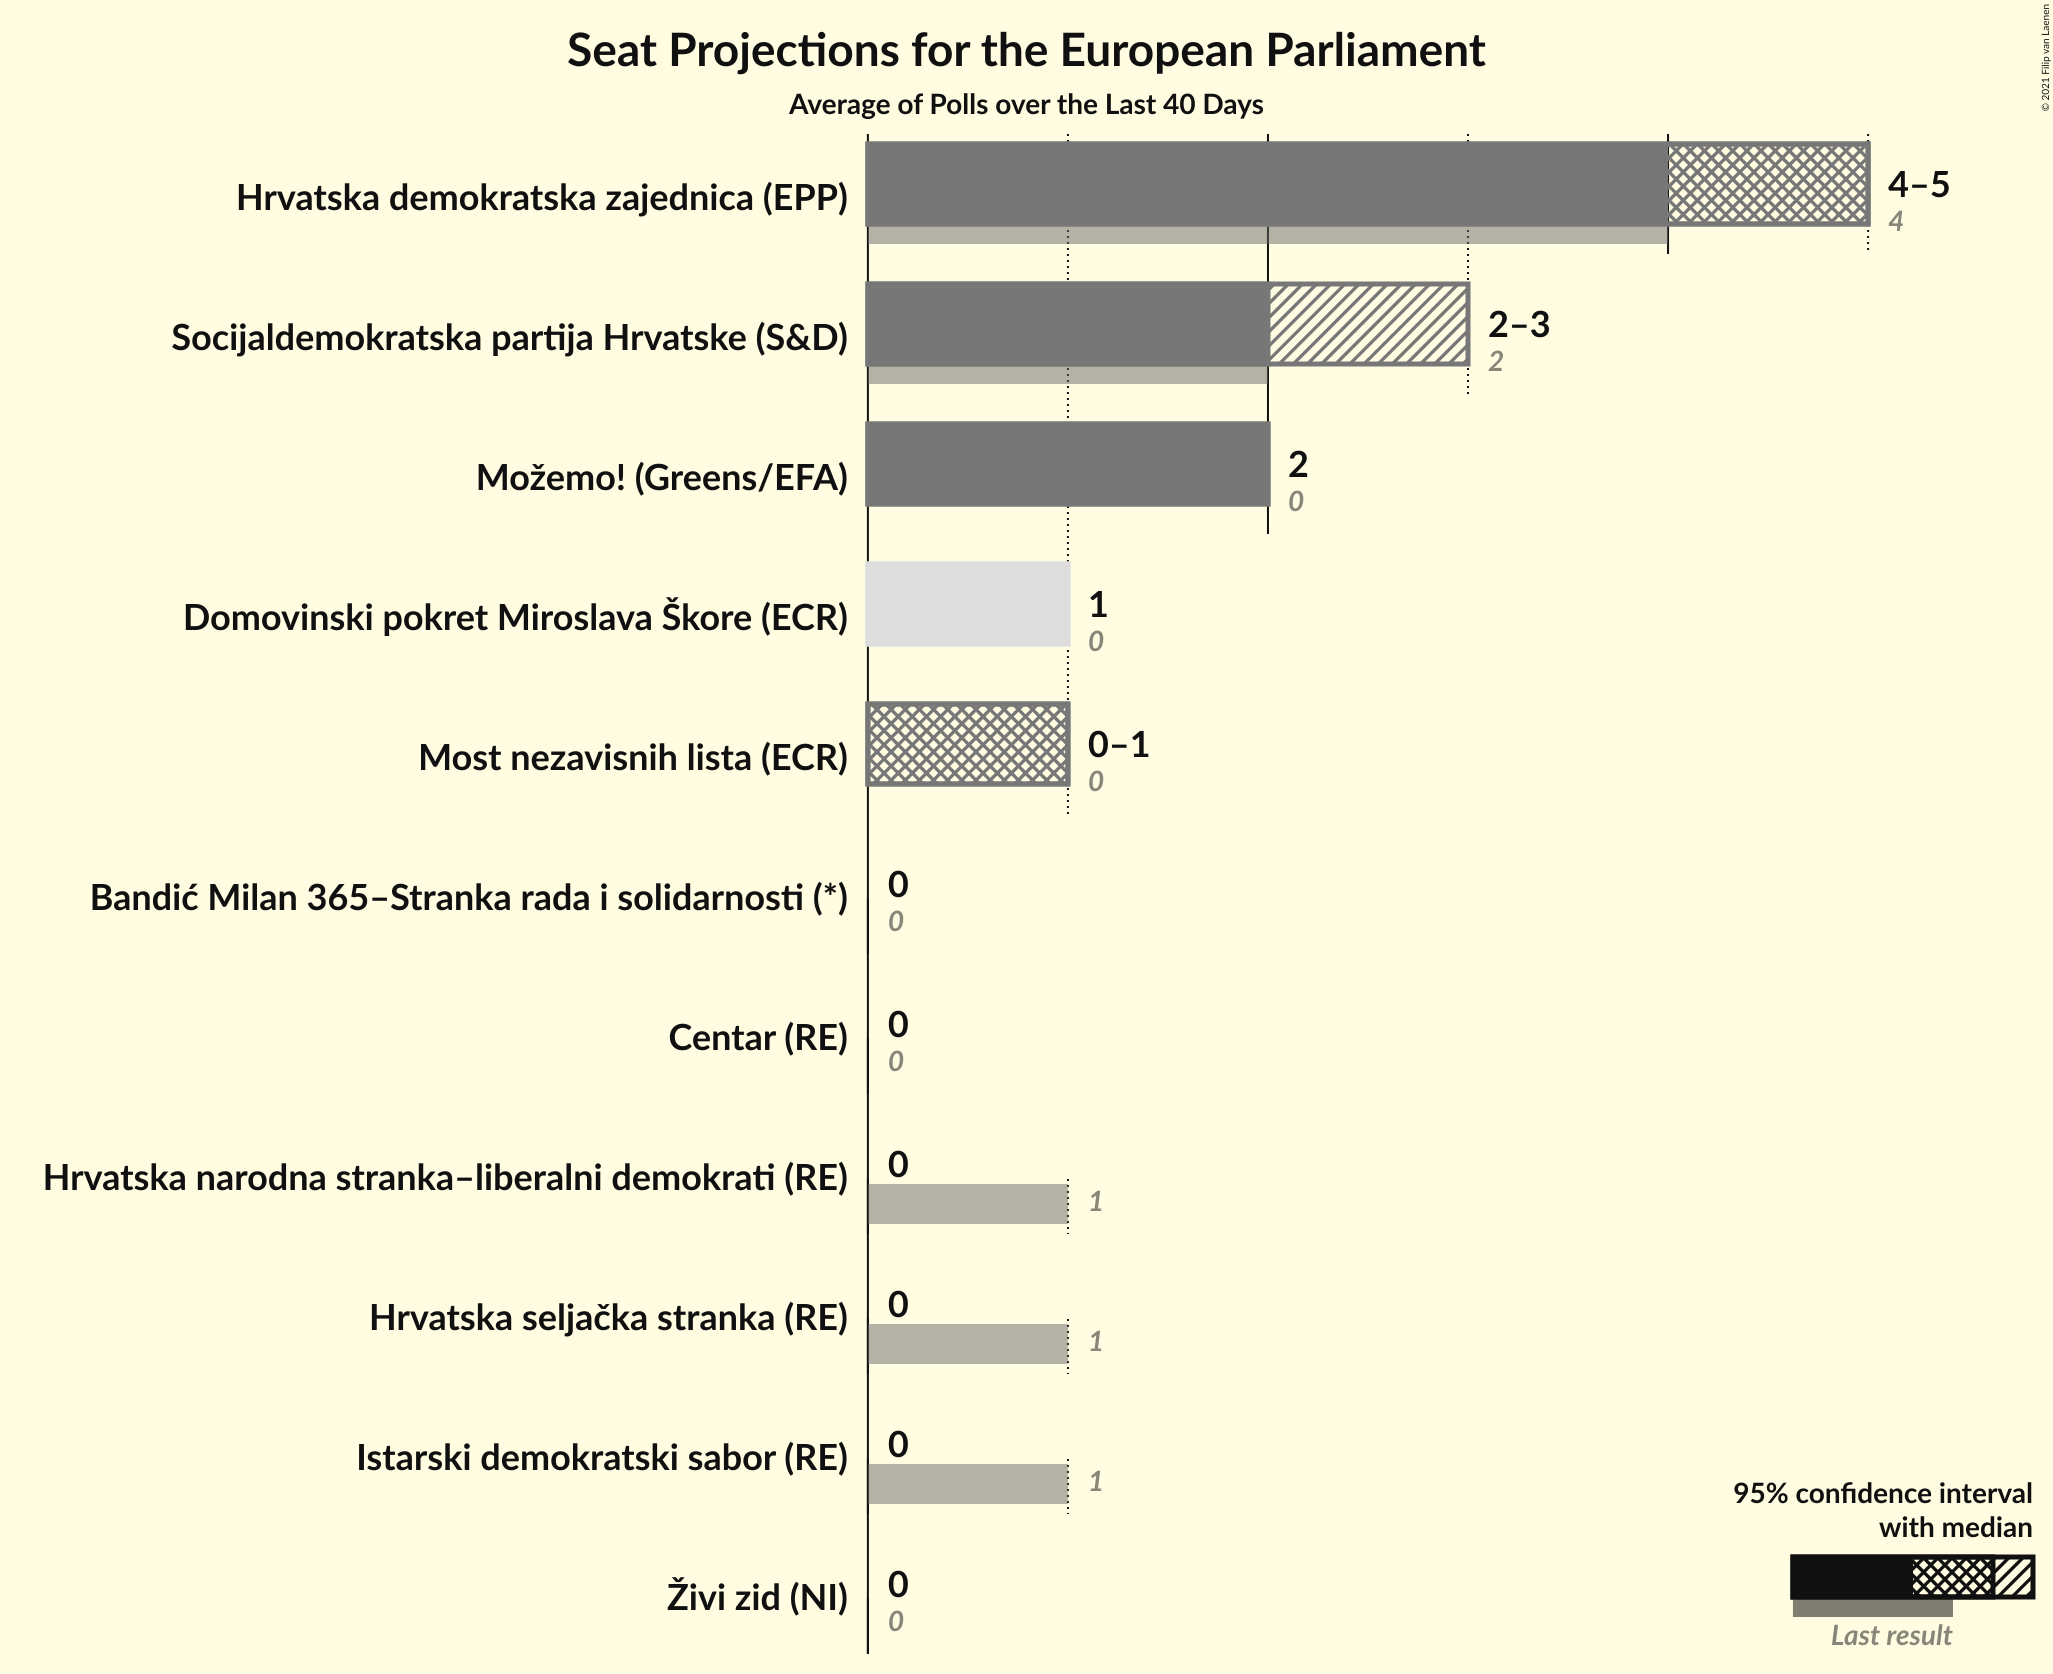 Seat Projections for the European Parliament
Average of Polls over the Last 40 Days
© 2021 Filip van Laenen
Hrvatska demokratska zajednica (EPP)
4–5
4
Socijaldemokratska partija Hrvatske (S&D)
2–3
2
Možemo! (Greens/EFA)
2
0
Domovinski pokret Miroslava Škore (ECR)
1
0
Most nezavisnih lista (ECR)
0–1
0
Bandić Milan 365–Stranka rada i solidarnosti (*)
0
0
Centar (RE)
0
0
Hrvatska narodna stranka–liberalni demokrati (RE)
0
1
Hrvatska seljačka stranka (RE)
0
1
Istarski demokratski sabor (RE)
0
1
Živi zid (NI)
0
0
95% confidence interval
with median
Last result